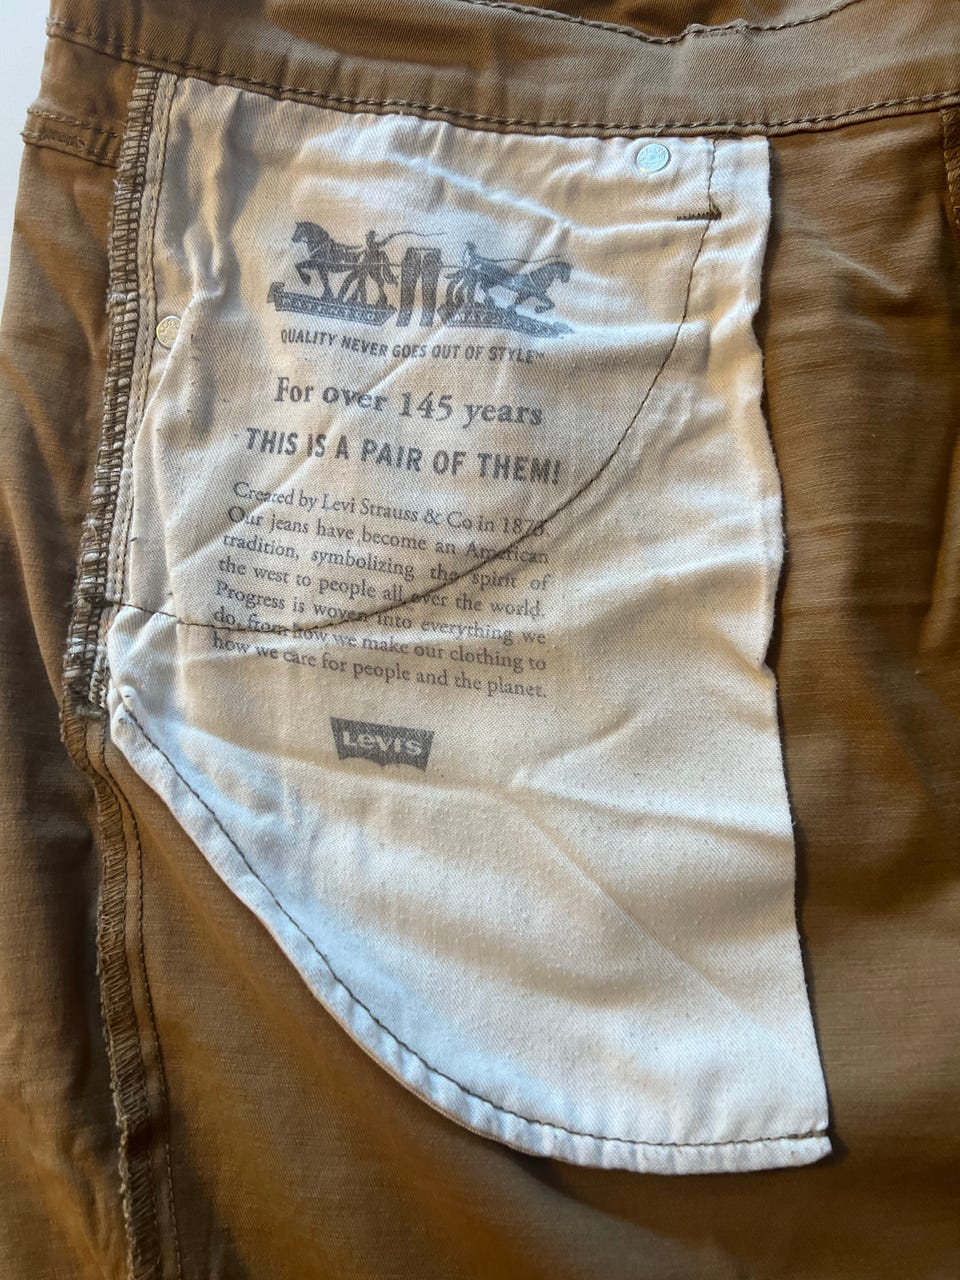 QUALITY NEVER GOES OUT OF STYLE™
For over 145 years
THIS IS A PAIR OF THEM!
Created by Levi Strauss & Co in 1873.
Our jeans have become an American
tradition, symbolizing the spirit of
the west to people all over the world.
Progress is woven into everything we
do, from how we make our clothing to
how we care for people and the planet.
Levi's